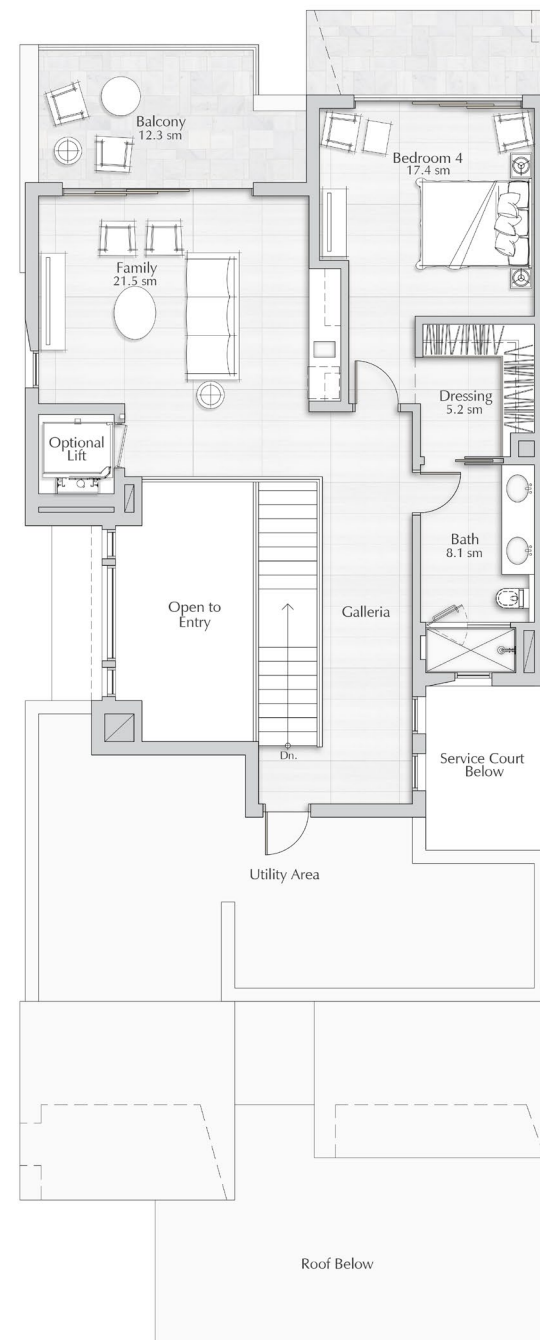 Balcony
12.3 sm
Bedroom 4
17.4 sm
Family
21.5 sm
Dressing
5.2 sm
Optional
Lift
Bath
8.1 sm
Open to
Entry
Galleria
Dn.
Service Court
Below
Utility Area
Roof Below